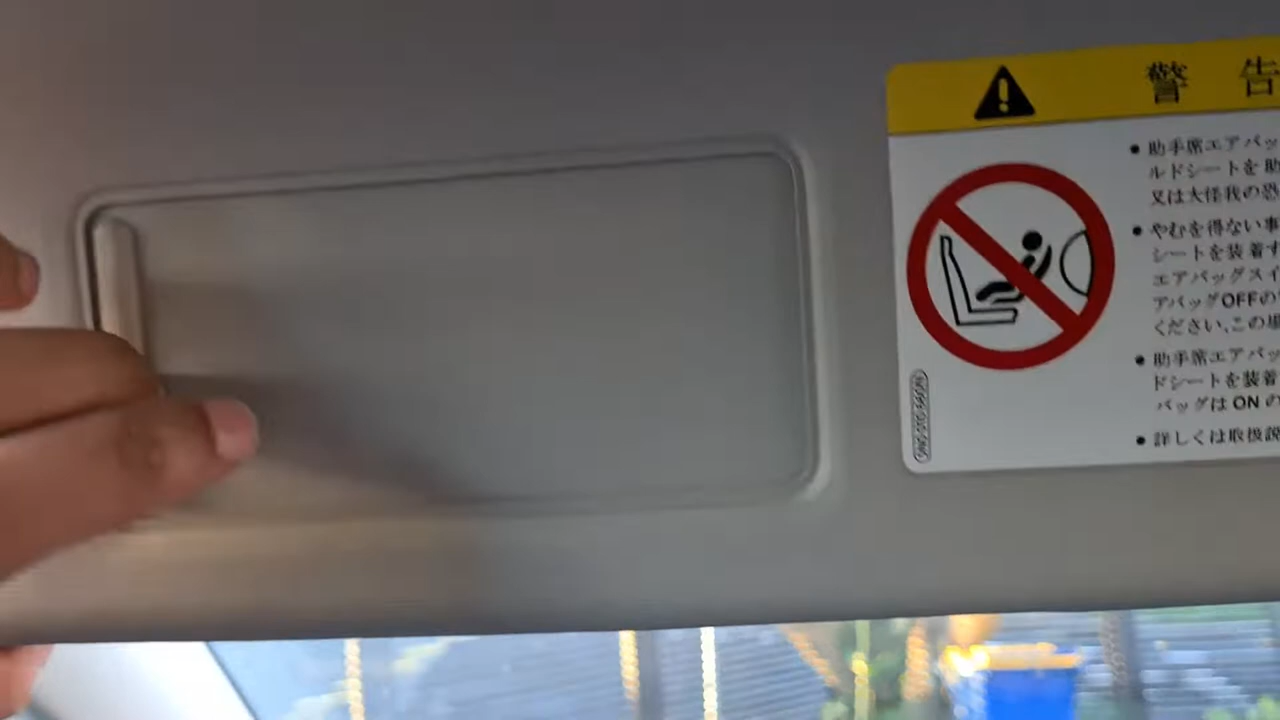 警 告
● 助手席エアバッ
ルドシートを助
又は大怪我の恐
● やむを得ない事
シートを装着す
エアバッグスイ
アバッグOFFの
ください。この場
● 助手席エアバッ
ドシートを装着
バッグは ON の
● 詳しくは取扱説